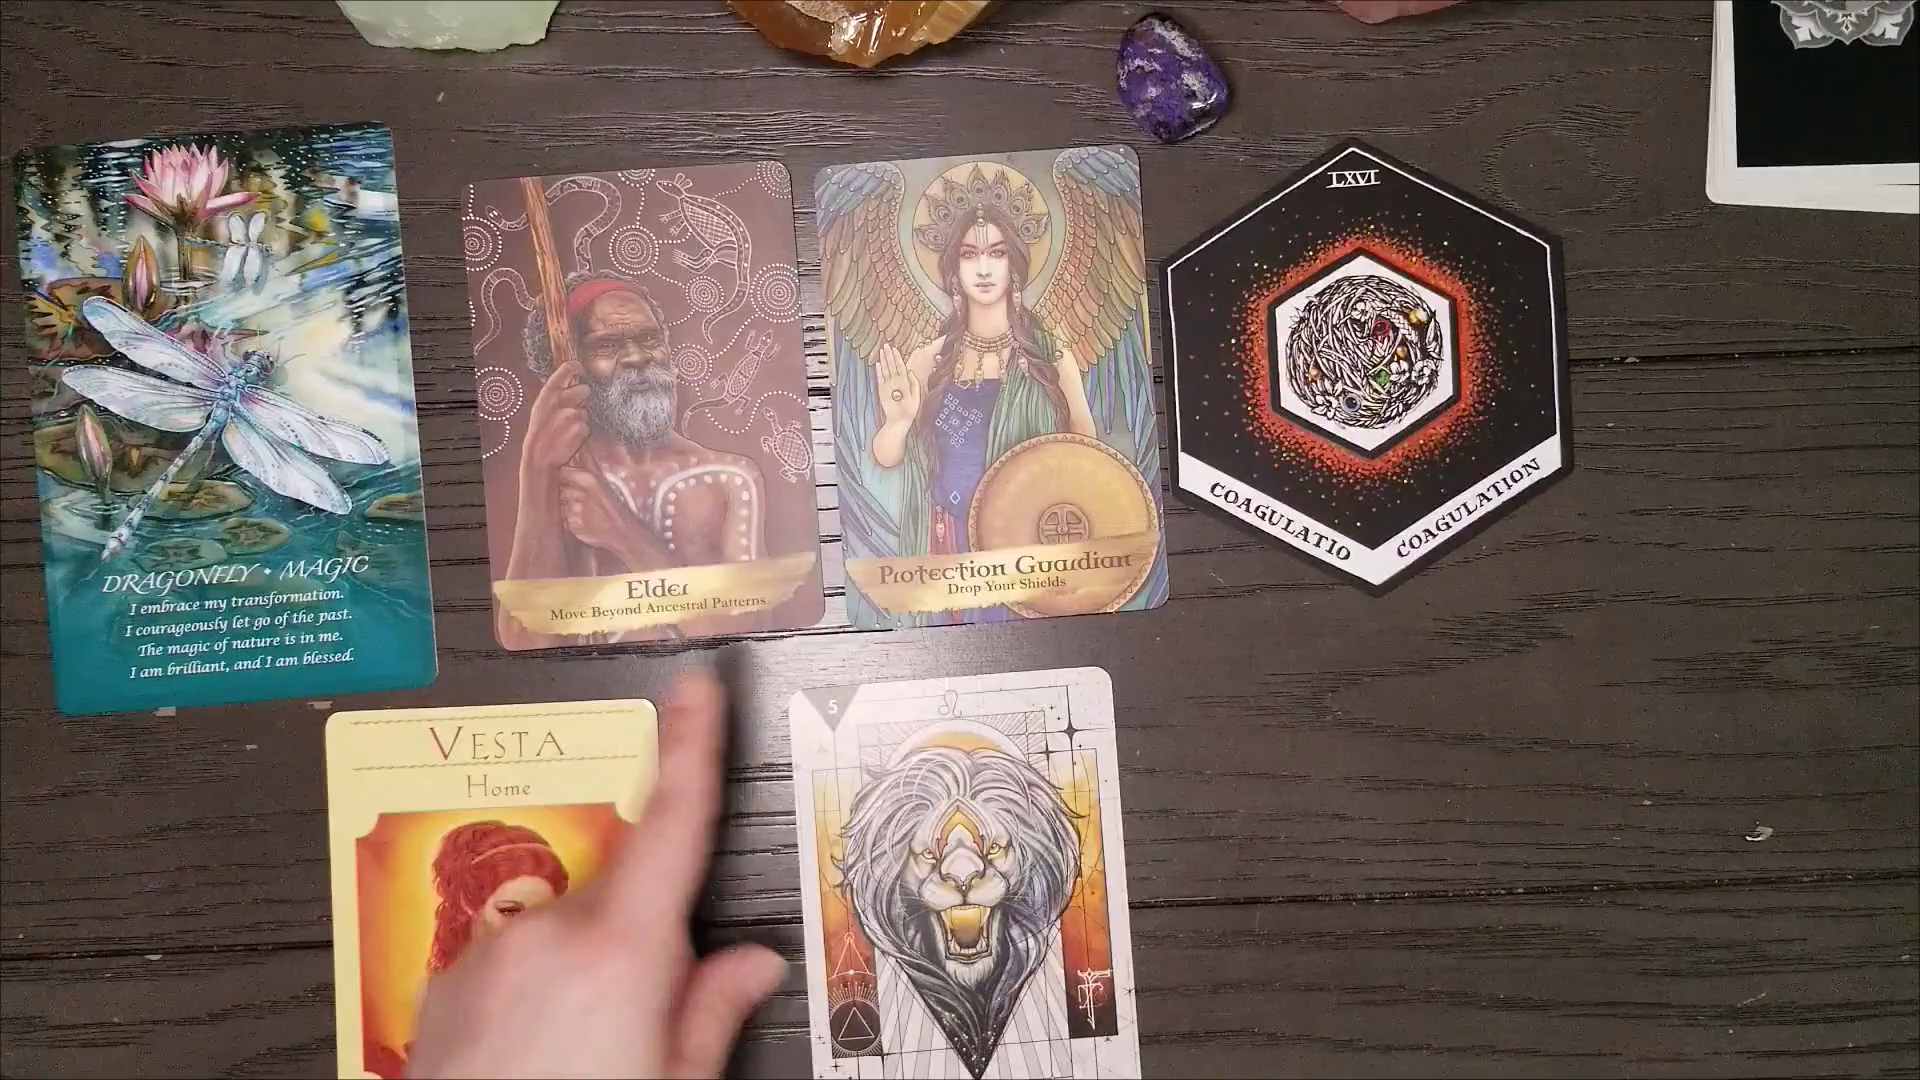 DRAGONFLY • MAGIC
I embrace my transformation.
I courageously let go of the past.
The magic of nature is in me.
I am brilliant, and I am blessed.
Elder
Move Beyond Ancestral Patterns
Protection Guardian
Drop Your Shields
LXVI
COAGULATIO
COAGULATION
VESTA
Home
5